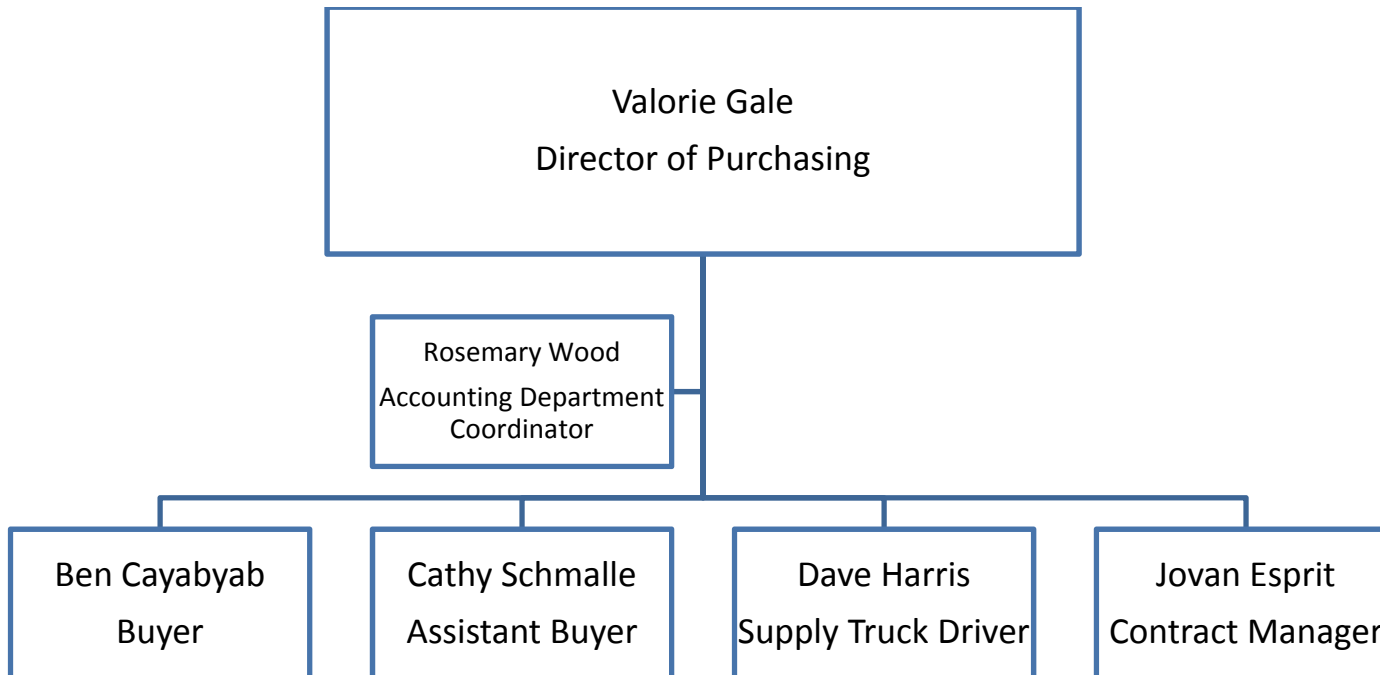 Valorie Gale
Director of Purchasing
Rosemary Wood
Accounting Department
Coordinator
Ben Cayabyab
Buyer
Cathy Schmalle
Assistant Buyer
Dave Harris
Supply Truck Driver
Jovan Esprit
Contract Manager